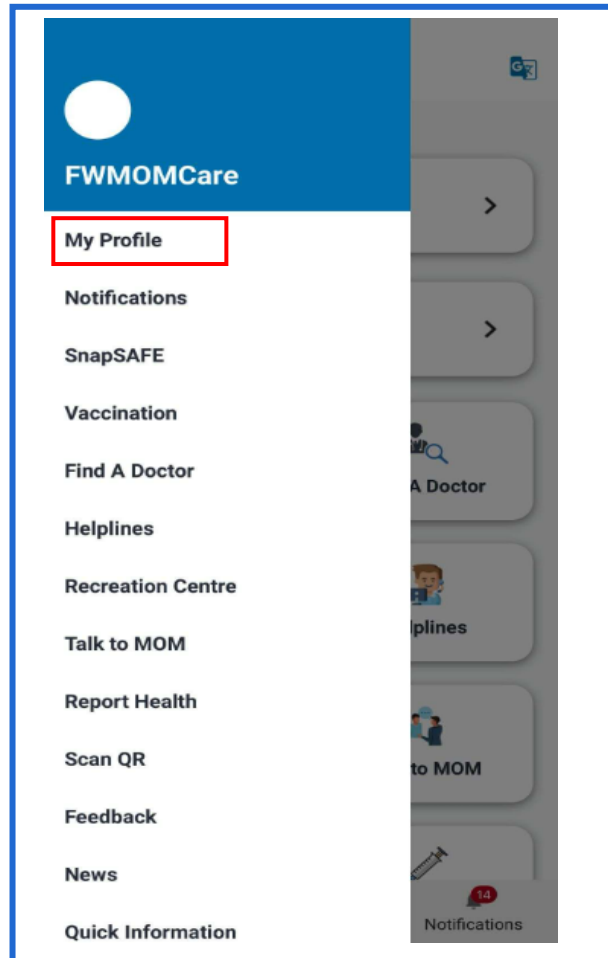 FWMOMCare
My Profile
Notifications
SnapSAFE
Vaccination
Find A Doctor
A Doctor
Helplines
Recreation Centre
lplines
Talk to MOM
Report Health
Scan QR
to MOM
Feedback
News
14
Notifications
Quick Information